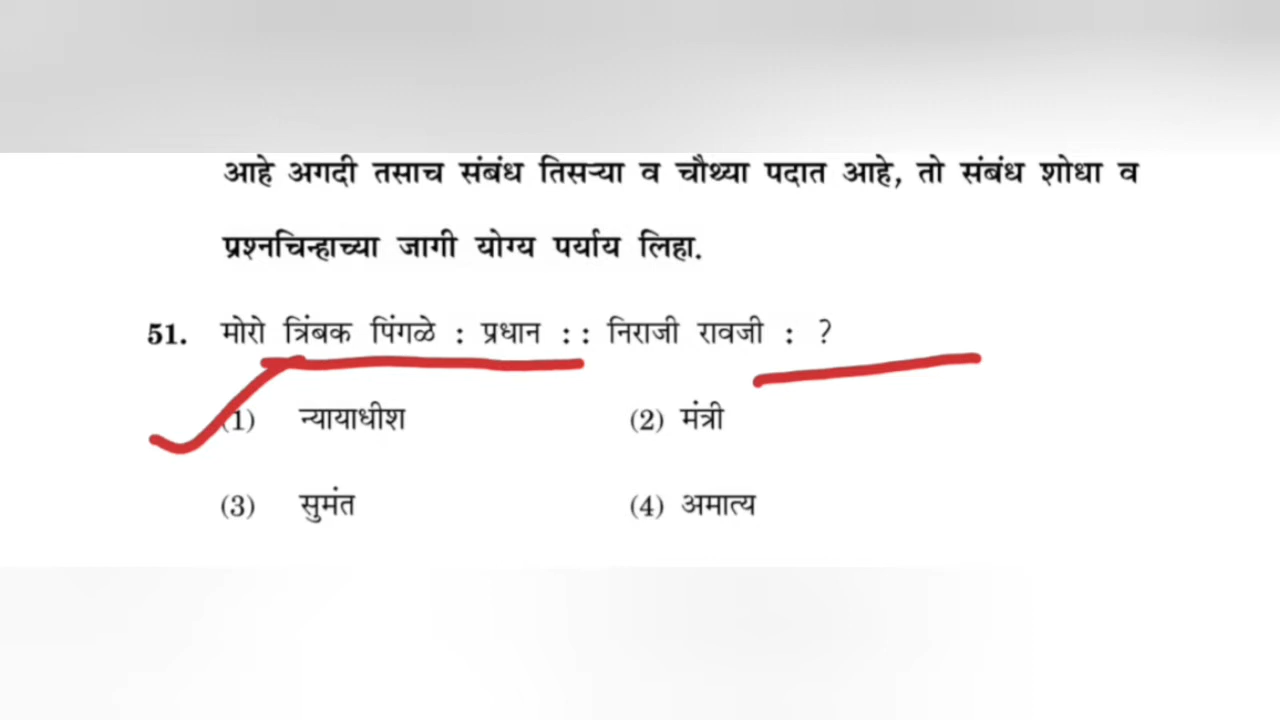 आहे अगदी तसाच संबंध तिसऱ्या व चौथ्या पदात आहे, तो संबंध शोधा व
प्रश्नचिन्हाच्या जागी योग्य पर्याय लिहा.
51. मोरो त्रिंबक पिंगळे : प्रधान :: निराजी रावजी : ?
(1) न्यायाधीश (2) मंत्री
(3) सुमंत (4) अमात्य